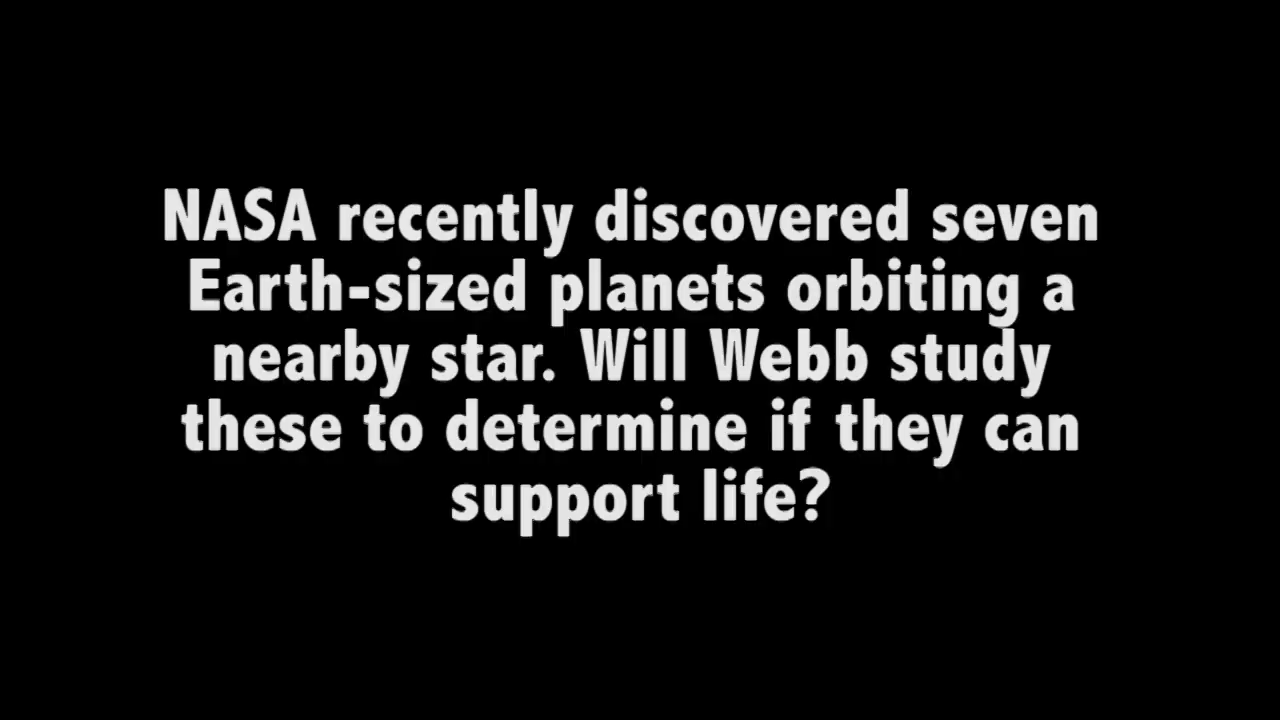 NASA recently discovered seven
Earth-sized planets orbiting a
nearby star. Will Webb study
these to determine if they can
support life?